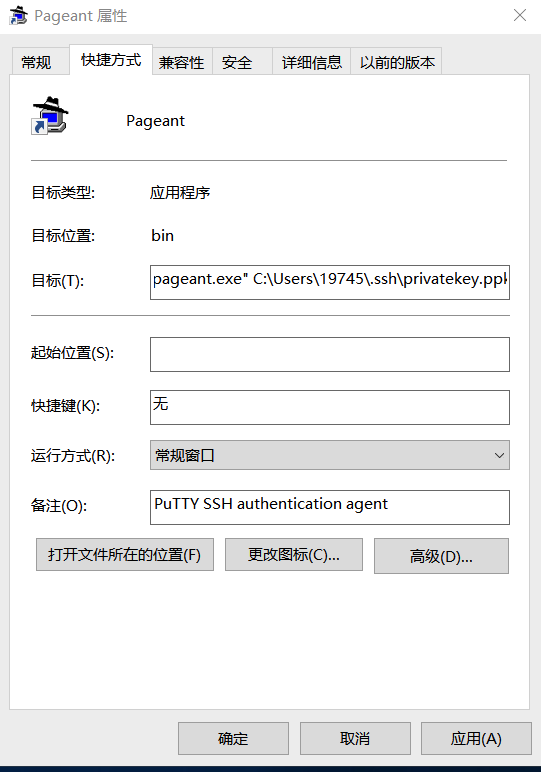 Pageant 属性
常规 快捷方式 兼容性 安全 详细信息 以前的版本
Pageant
目标类型: 应用程序
目标位置: bin
目标(T): pageant.exe" C:\Users\19745\.ssh\privatekey.ppk
起始位置(S):
快捷键(K): 无
运行方式(R): 常规窗口
备注(O): PuTTY SSH authentication agent
打开文件所在的位置(F) 更改图标(C)... 高级(D)...
确定 取消 应用(A)